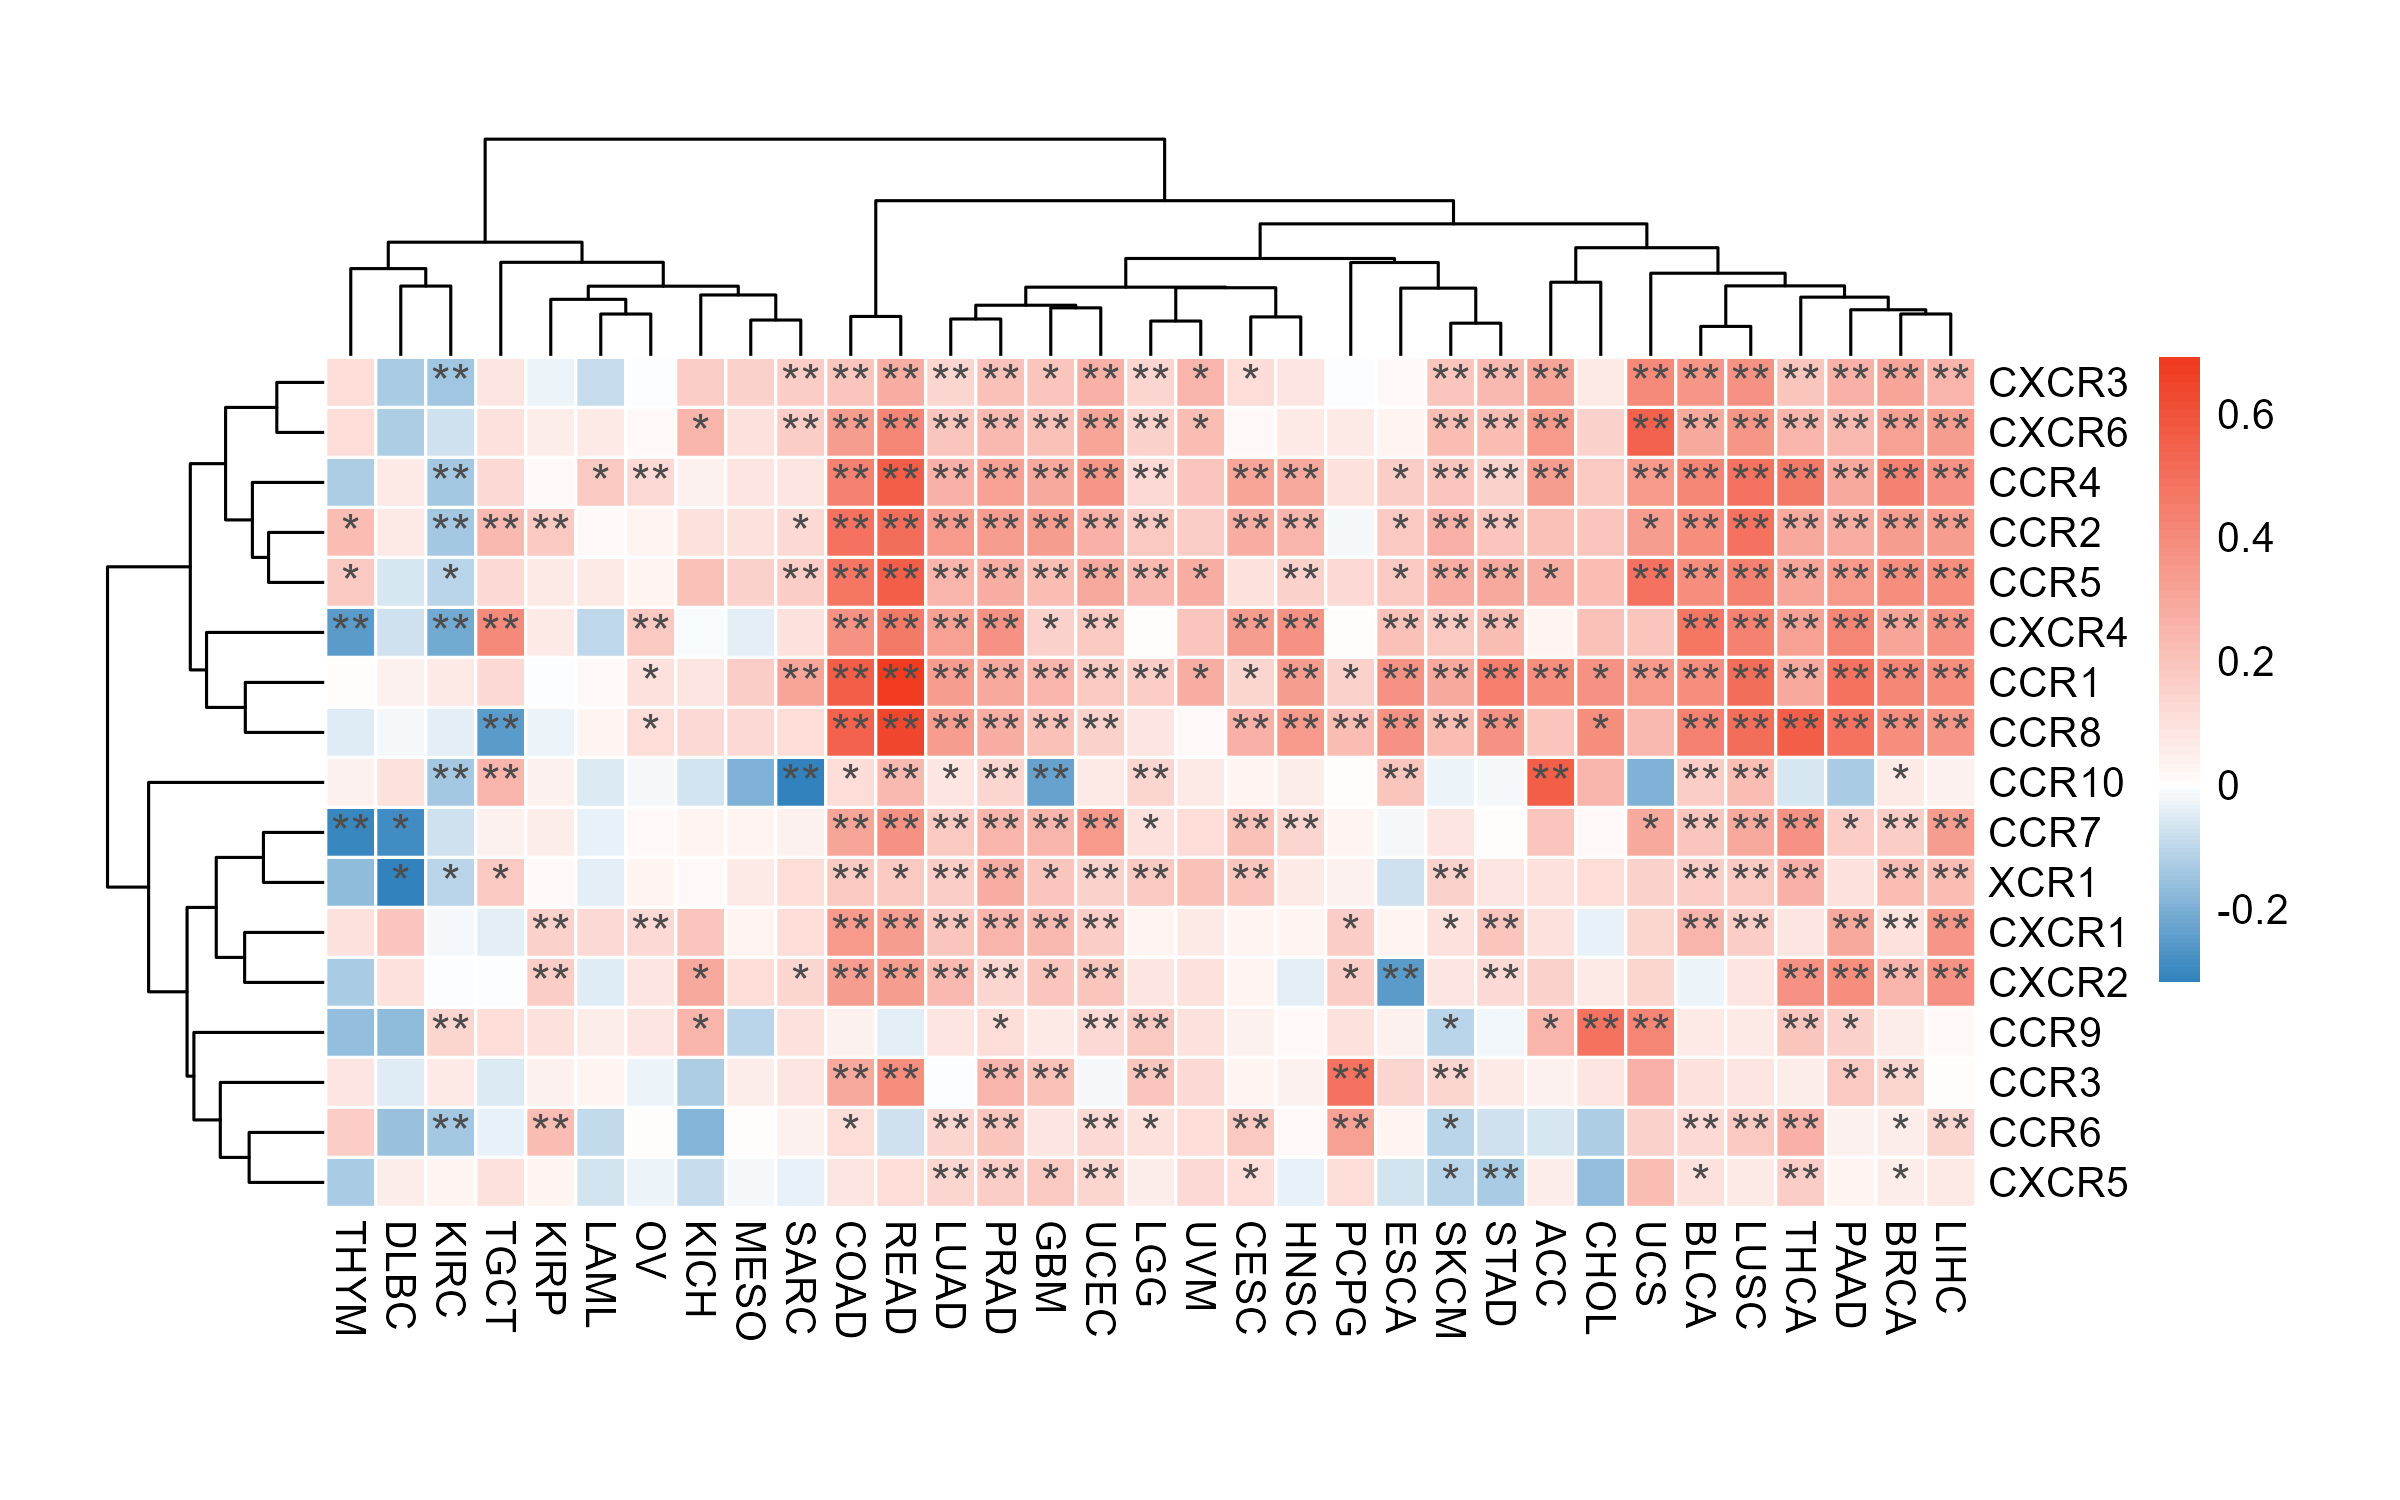 ** ** ** ** ** ** * ** ** * * ** ** ** ** ** ** ** ** ** ** CXCR3
* ** ** ** ** ** ** ** ** * ** ** ** ** ** ** ** ** ** ** CXCR6
** * ** ** ** ** ** ** ** ** ** ** * ** ** ** ** ** ** ** ** ** ** CCR4
* ** ** ** * ** ** ** ** ** ** ** ** ** * ** ** * ** ** ** ** ** ** CCR2
* * ** ** ** ** ** ** ** ** * ** * ** ** * ** ** ** ** ** ** ** CCR5
** ** ** ** ** ** ** ** * ** ** ** ** ** ** ** ** ** ** ** ** CXCR4
* ** ** ** ** ** ** ** ** * * ** * ** ** ** ** * ** ** ** ** ** ** ** CCR1
** * ** ** ** ** ** ** ** ** ** ** ** ** * ** ** ** ** ** ** CCR8
** ** ** * ** * ** ** ** ** ** ** ** * CCR10
** * ** ** ** ** ** ** * ** ** * ** ** ** * ** ** CCR7
* * * ** * ** ** * ** ** ** ** ** ** ** ** ** XCR1
** ** ** ** ** ** ** ** * * ** ** ** ** ** ** CXCR1
** * * ** ** ** ** * ** * ** ** ** ** ** ** CXCR2
** * * ** ** * * ** ** ** * CCR9
** ** ** ** ** ** ** * ** CCR3
** ** * ** ** ** * ** ** * ** ** ** * ** CCR6
** ** * ** * * ** * ** * CXCR5
0.6
0.4
0.2
0
-0.2
THYM
DLBC
KIRC
TGCT
KIRP
LAML
OV
KICH
MESO
SARC
COAD
READ
LUAD
PRAD
GBM
UCEC
LGG
UVM
CESC
HNSC
PCPG
ESCA
SKCM
STAD
ACC
CHOL
UCS
BLCA
LUSC
THCA
PAAD
BRCA
LIHC